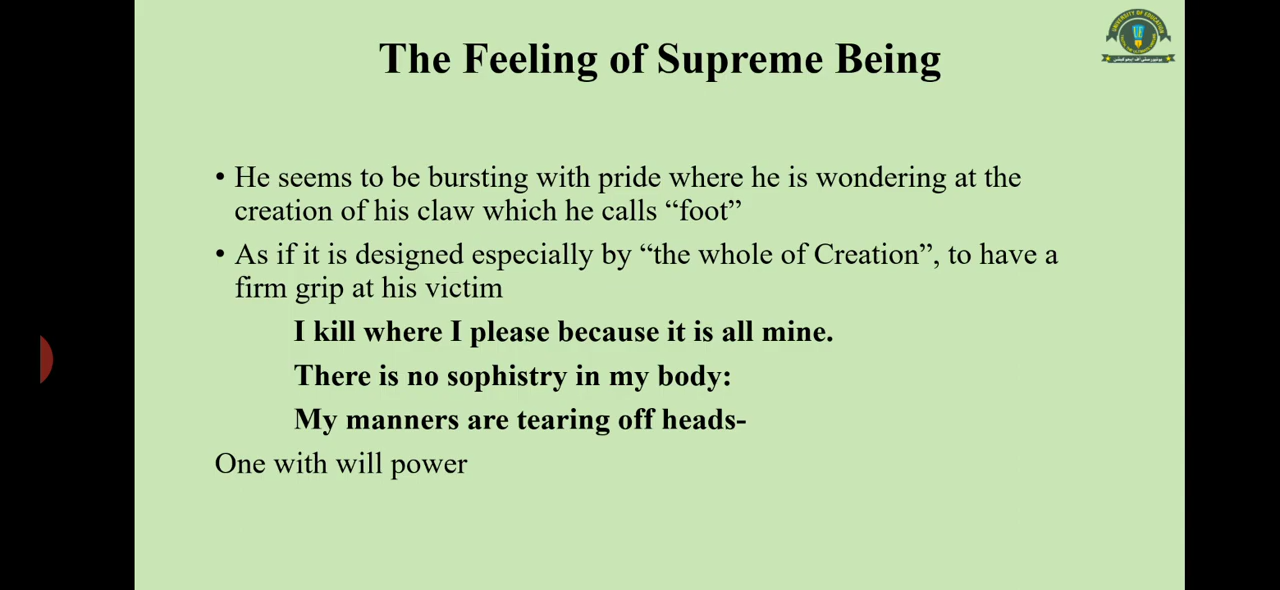 The Feeling of Supreme Being
UNIVERSITY OF EDUCATION
• He seems to be bursting with pride where he is wondering at the
creation of his claw which he calls “foot”
• As if it is designed especially by “the whole of Creation”, to have a
firm grip at his victim
I kill where I please because it is all mine.
There is no sophistry in my body:
My manners are tearing off heads-
One with will power